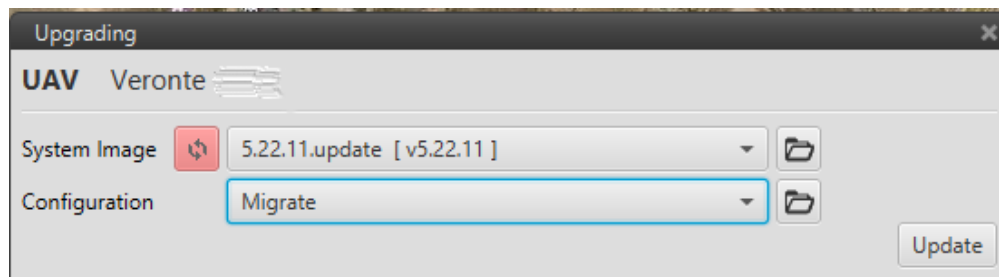 Upgrading
UAV Veronte
System Image 5.22.11.update [ v5.22.11 ]
Configuration Migrate
Update